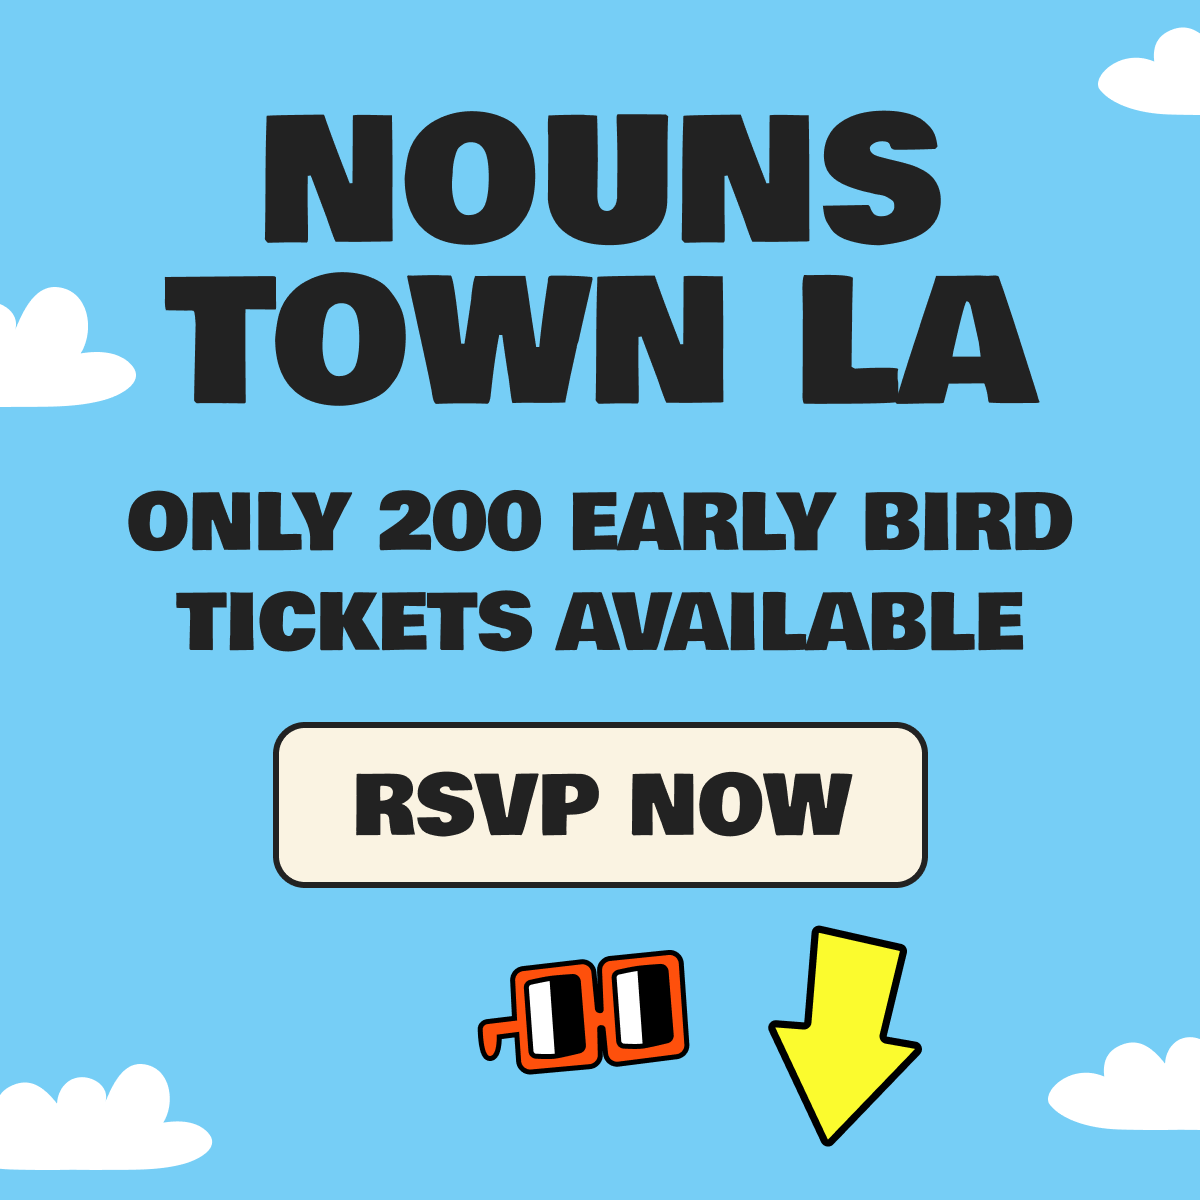 NOUNS
TOWN LA
ONLY 200 EARLY BIRD
TICKETS AVAILABLE
RSVP NOW